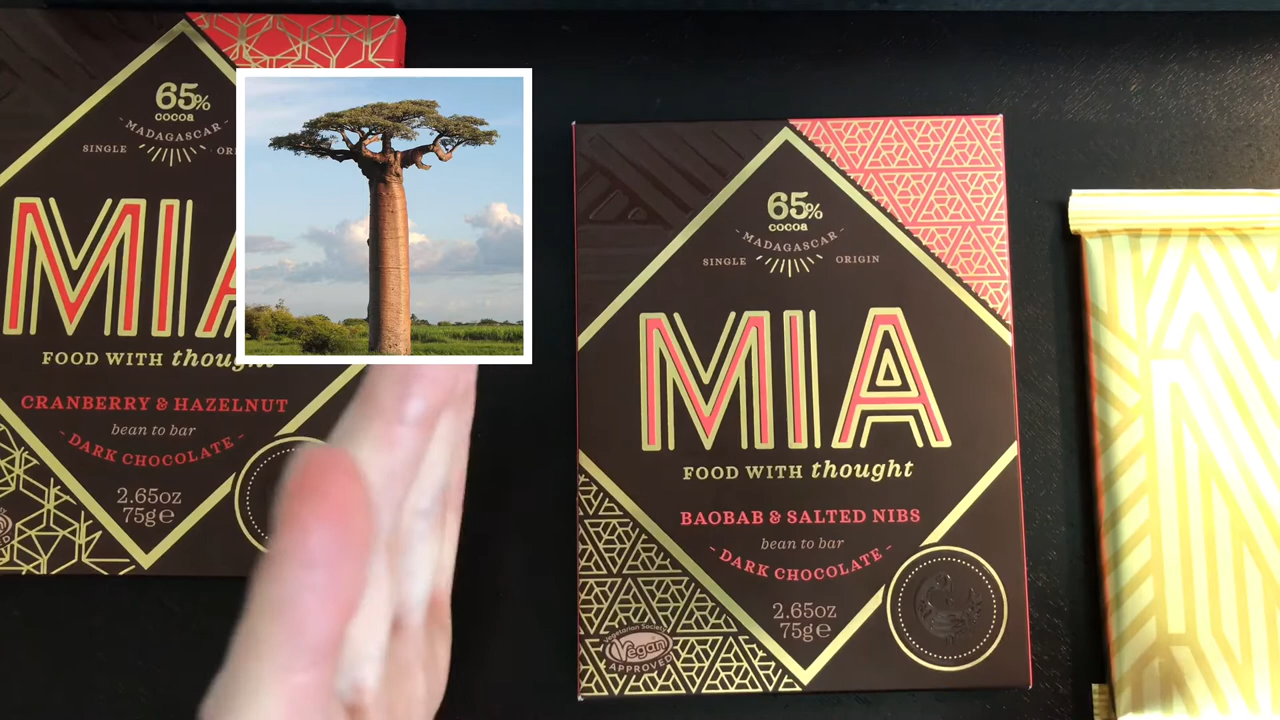 65%
cocoa
-MADAGASCAR-
SINGLE
MIA
FOOD WITH thought
CRANBERRY & HAZELNUT
bean to bar
- DARK CHOCOLATE -
2.65oz
75g℮
65%
cocoa
-MADAGASCAR-
SINGLE ORIGIN
MIA
FOOD WITH thought
BAOBAB & SALTED NIBS
bean to bar
- DARK CHOCOLATE -
2.65oz
75g℮
Vegetarian Society
Vegan
APPROVED